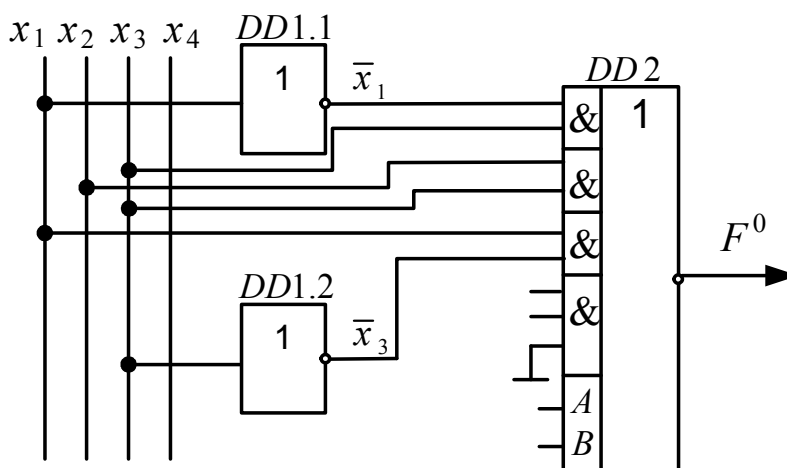 x₁ x₂ x₃ x₄ DD1.1
1 x̄₁ DD2
& 1
&
& F⁰
DD1.2
1 x̄₃ &
A
B